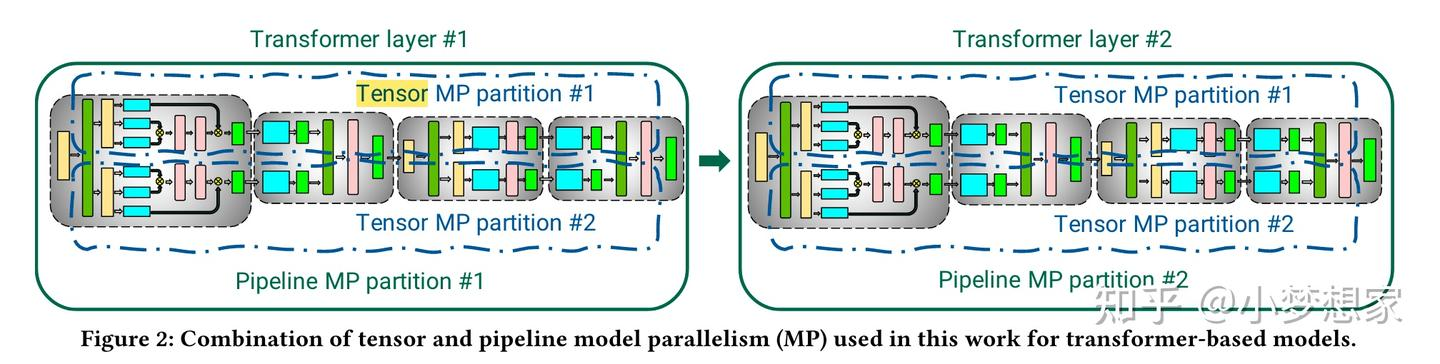 Transformer layer #1
Transformer layer #2
Tensor MP partition #1
Tensor MP partition #1
Tensor MP partition #2
Tensor MP partition #2
Pipeline MP partition #1
Pipeline MP partition #2
知乎 @小梦想家
Figure 2: Combination of tensor and pipeline model parallelism (MP) used in this work for transformer-based models.